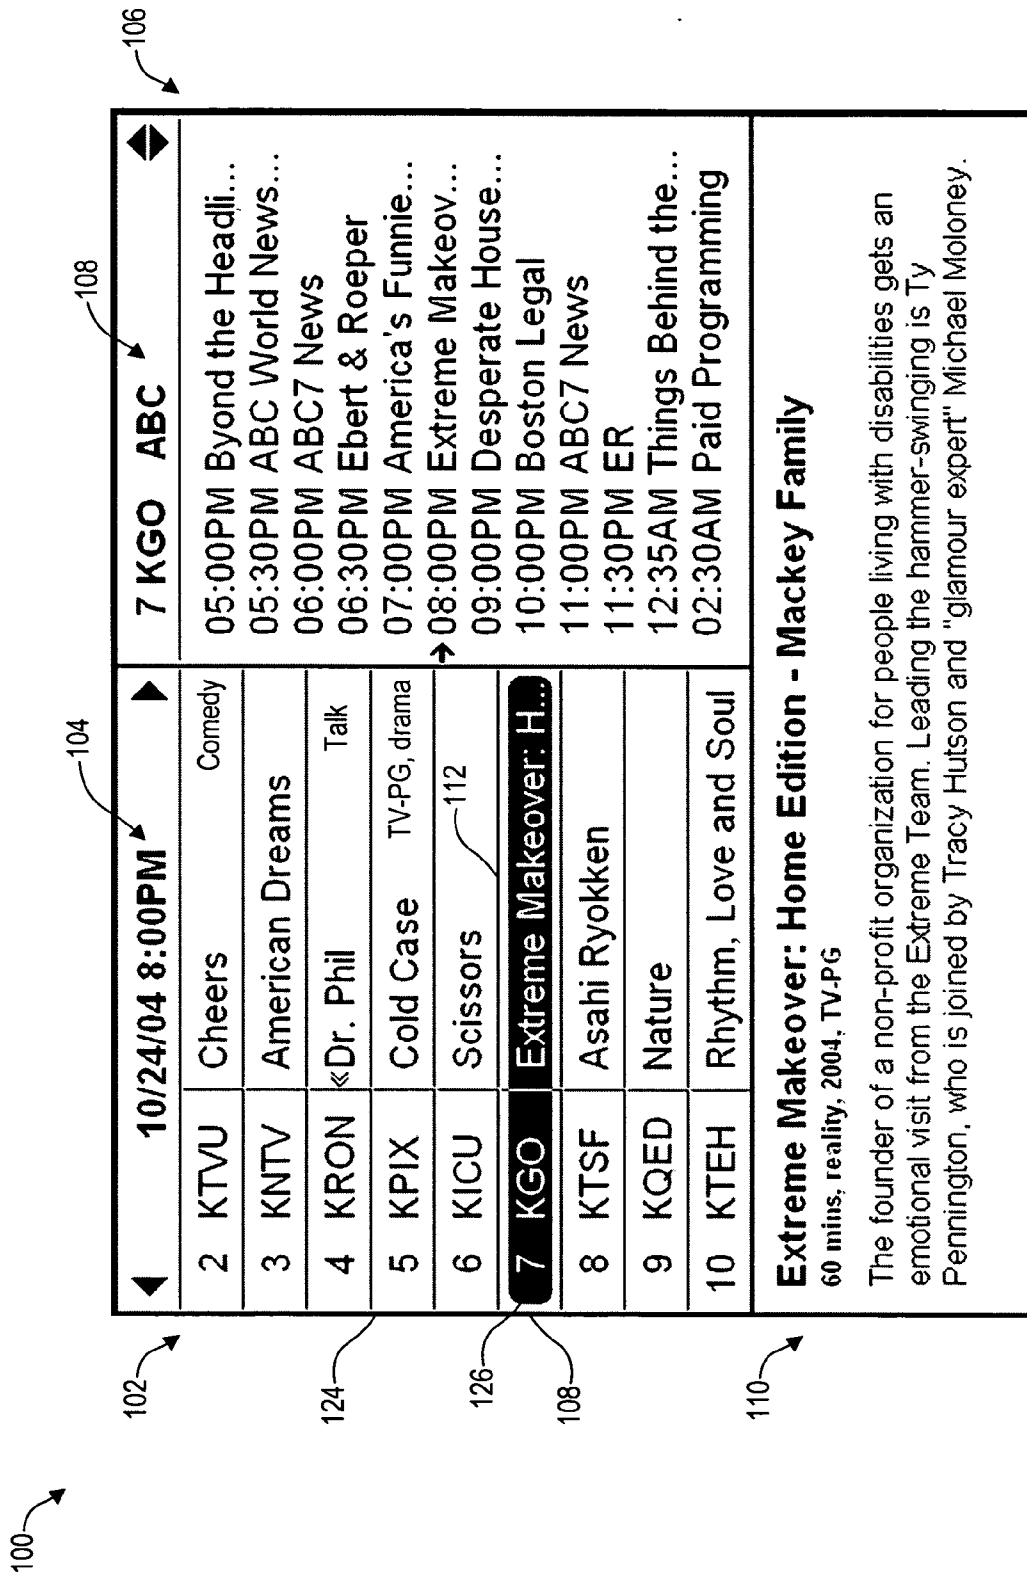 100
102
104
106
108
10/24/04 8:00PM
7 KGO ABC
2 KTVU Cheers Comedy
3 KNTV American Dreams
4 KRON «Dr. Phil Talk
5 KPIX Cold Case TV-PG, drama
6 KICU Scissors
7 KGO Extreme Makeover: H...
8 KTSF Asahi Ryokken
9 KQED Nature
10 KTEH Rhythm, Love and Soul
112
124
126
108
05:00PM Byond the Headli...
05:30PM ABC World News...
06:00PM ABC7 News
06:30PM Ebert & Roeper
07:00PM America's Funnie...
➔08:00PM Extreme Makeov...
09:00PM Desperate House...
10:00PM Boston Legal
11:00PM ABC7 News
11:30PM ER
12:35AM Things Behind the...
02:30AM Paid Programming
110
Extreme Makeover: Home Edition - Mackey Family
60 mins, reality, 2004, TV-PG
The founder of a non-profit organization for people living with disabilities gets an
emotional visit from the Extreme Team. Leading the hammer-swinging is Ty
Pennington, who is joined by Tracy Hutson and "glamour expert" Michael Moloney.